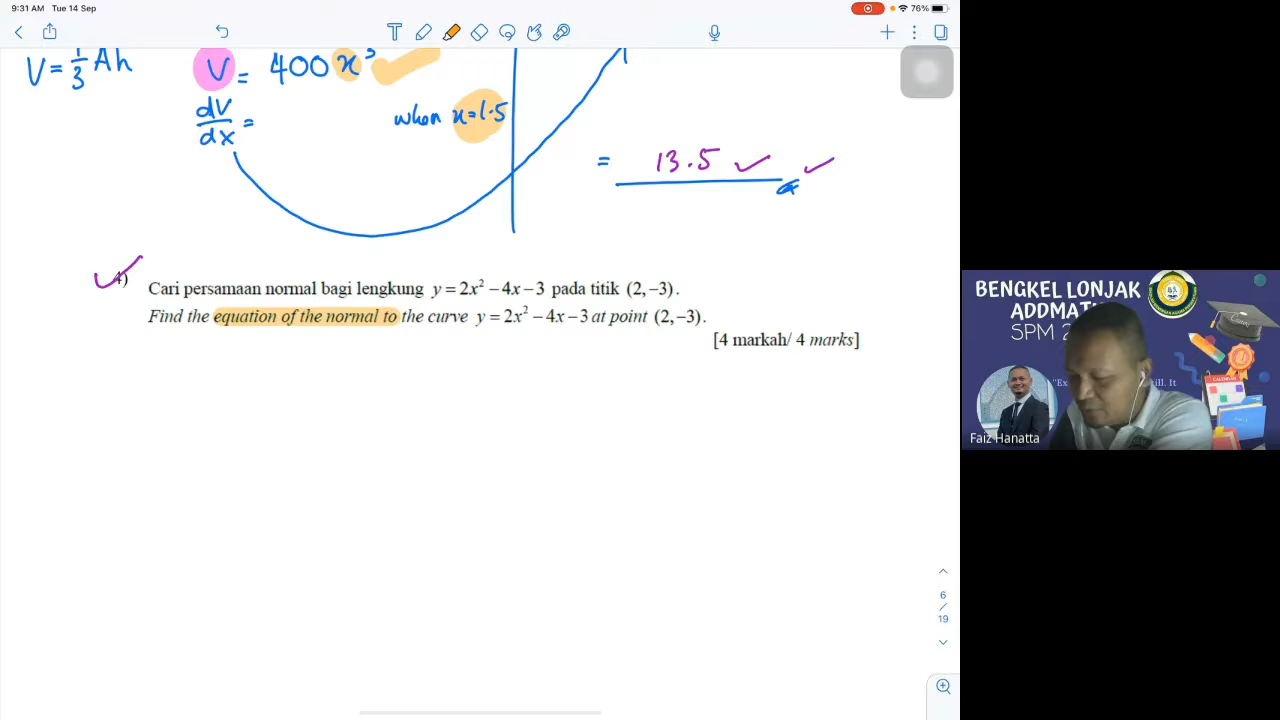 9:31 AM Tue 14 Sep
76%
V = 1/3 Ah
V = 400 x³
dV/dx =
when x = 1.5
= 13.5
4)
Cari persamaan normal bagi lengkung y = 2x² − 4x − 3 pada titik (2, −3).
Find the equation of the normal to the curve y = 2x² − 4x − 3 at point (2, −3).
[4 markah/ 4 marks]
6
/
19
BENGKEL LONJAK
ADDMAT
SPM 2
Faiz Hanatta
CALENDAR